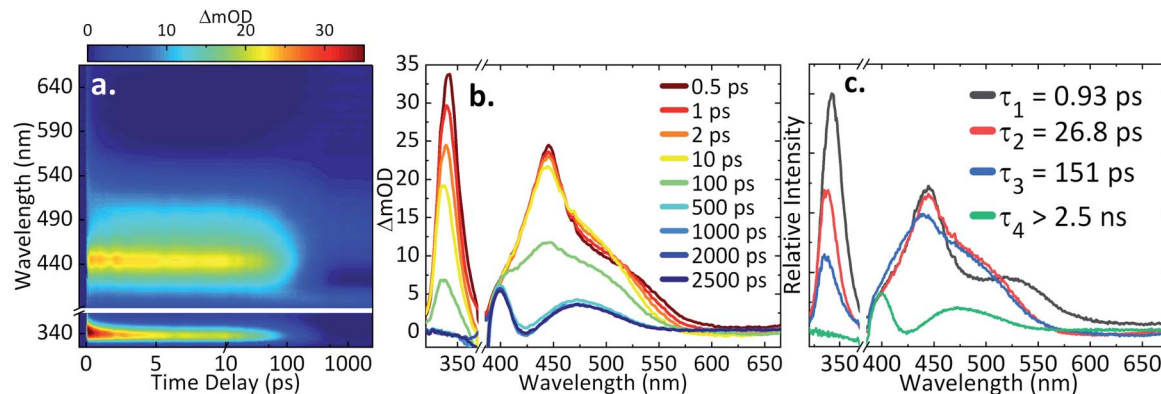 ΔmOD
0 10 20 30
a.
Wavelength (nm)
640
590
540
490
440
340
0 5 10 100 1000
Time Delay (ps)
b.
ΔmOD
35
30
25
20
15
10
5
0
0.5 ps
1 ps
2 ps
10 ps
100 ps
500 ps
1000 ps
2000 ps
2500 ps
350 400 450 500 550 600 650
Wavelength (nm)
c.
Relative Intensity
τ1 = 0.93 ps
τ2 = 26.8 ps
τ3 = 151 ps
τ4 > 2.5 ns
350 400 450 500 550 600 650
Wavelength (nm)